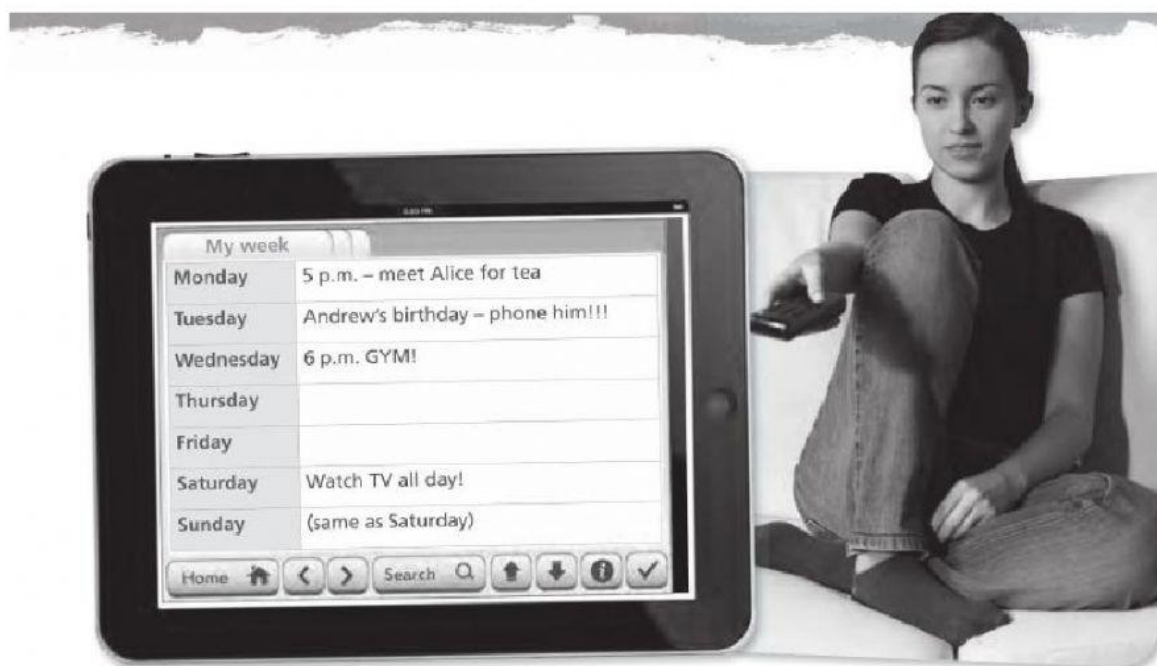 My week
Monday 5 p.m. – meet Alice for tea
Tuesday Andrew's birthday – phone him!!!
Wednesday 6 p.m. GYM!
Thursday
Friday
Saturday Watch TV all day!
Sunday (same as Saturday)
Home Search